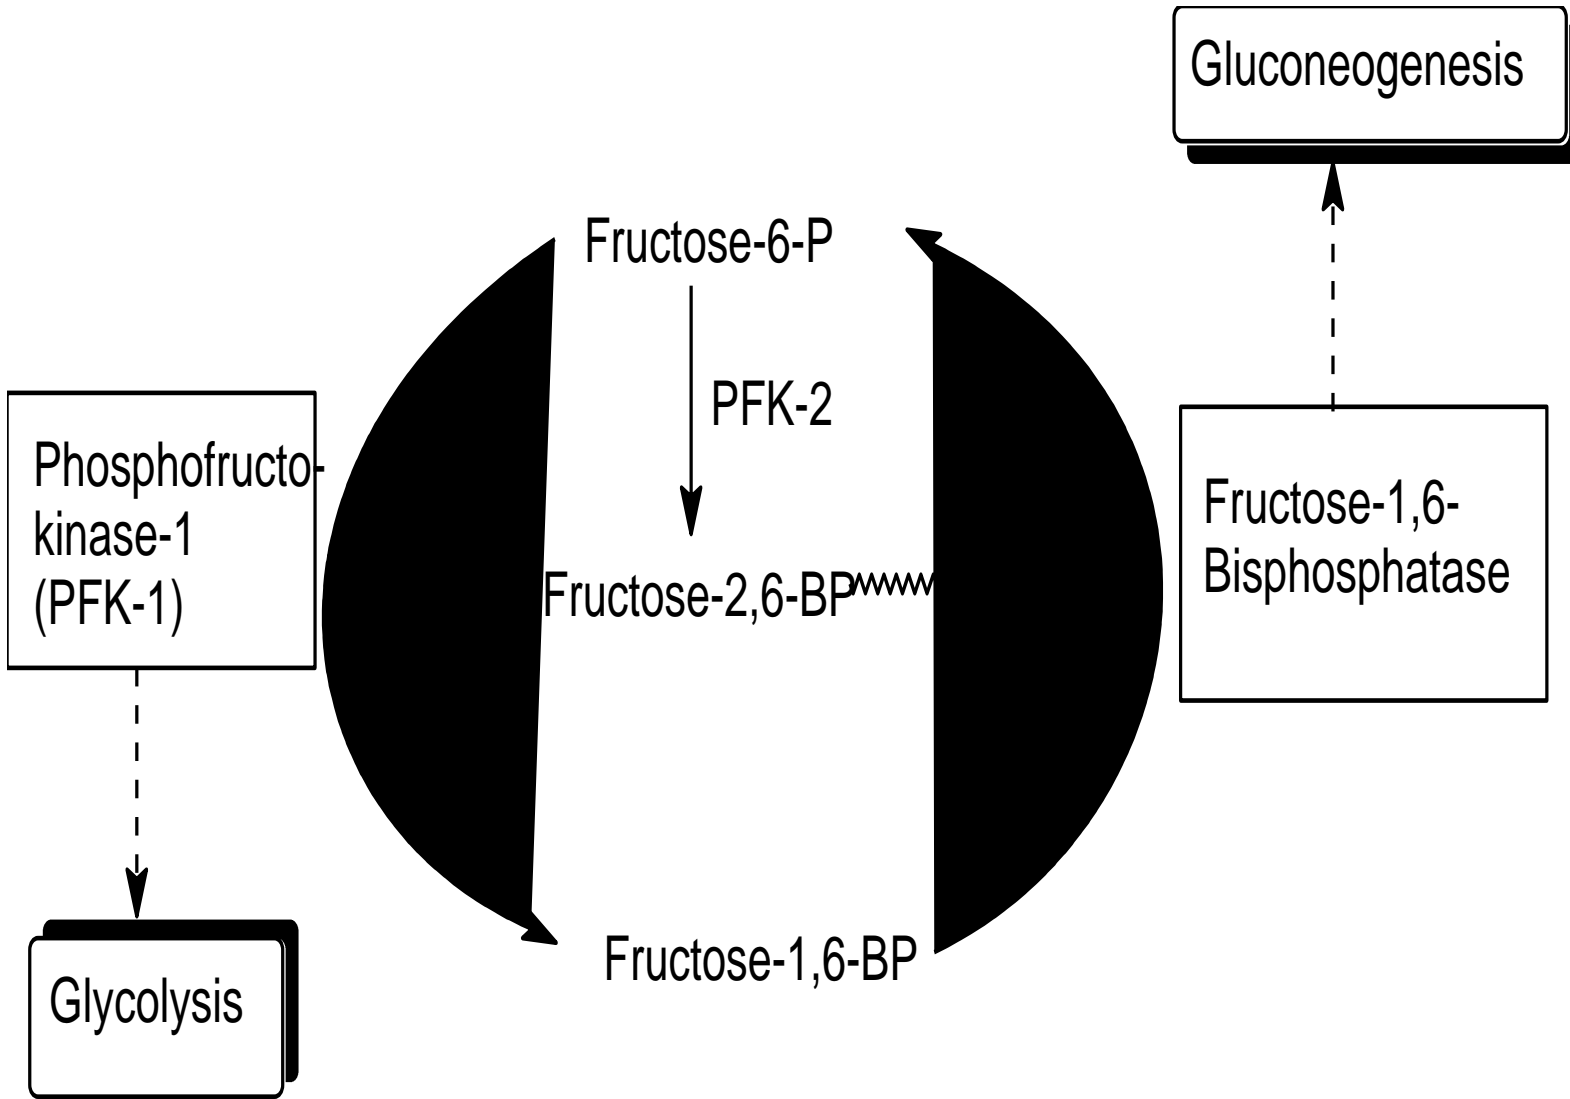 Gluconeogenesis
Fructose-6-P
PFK-2
Phosphofructo-
kinase-1
(PFK-1)
Fructose-1,6-
Bisphosphatase
Fructose-2,6-BP
Fructose-1,6-BP
Glycolysis